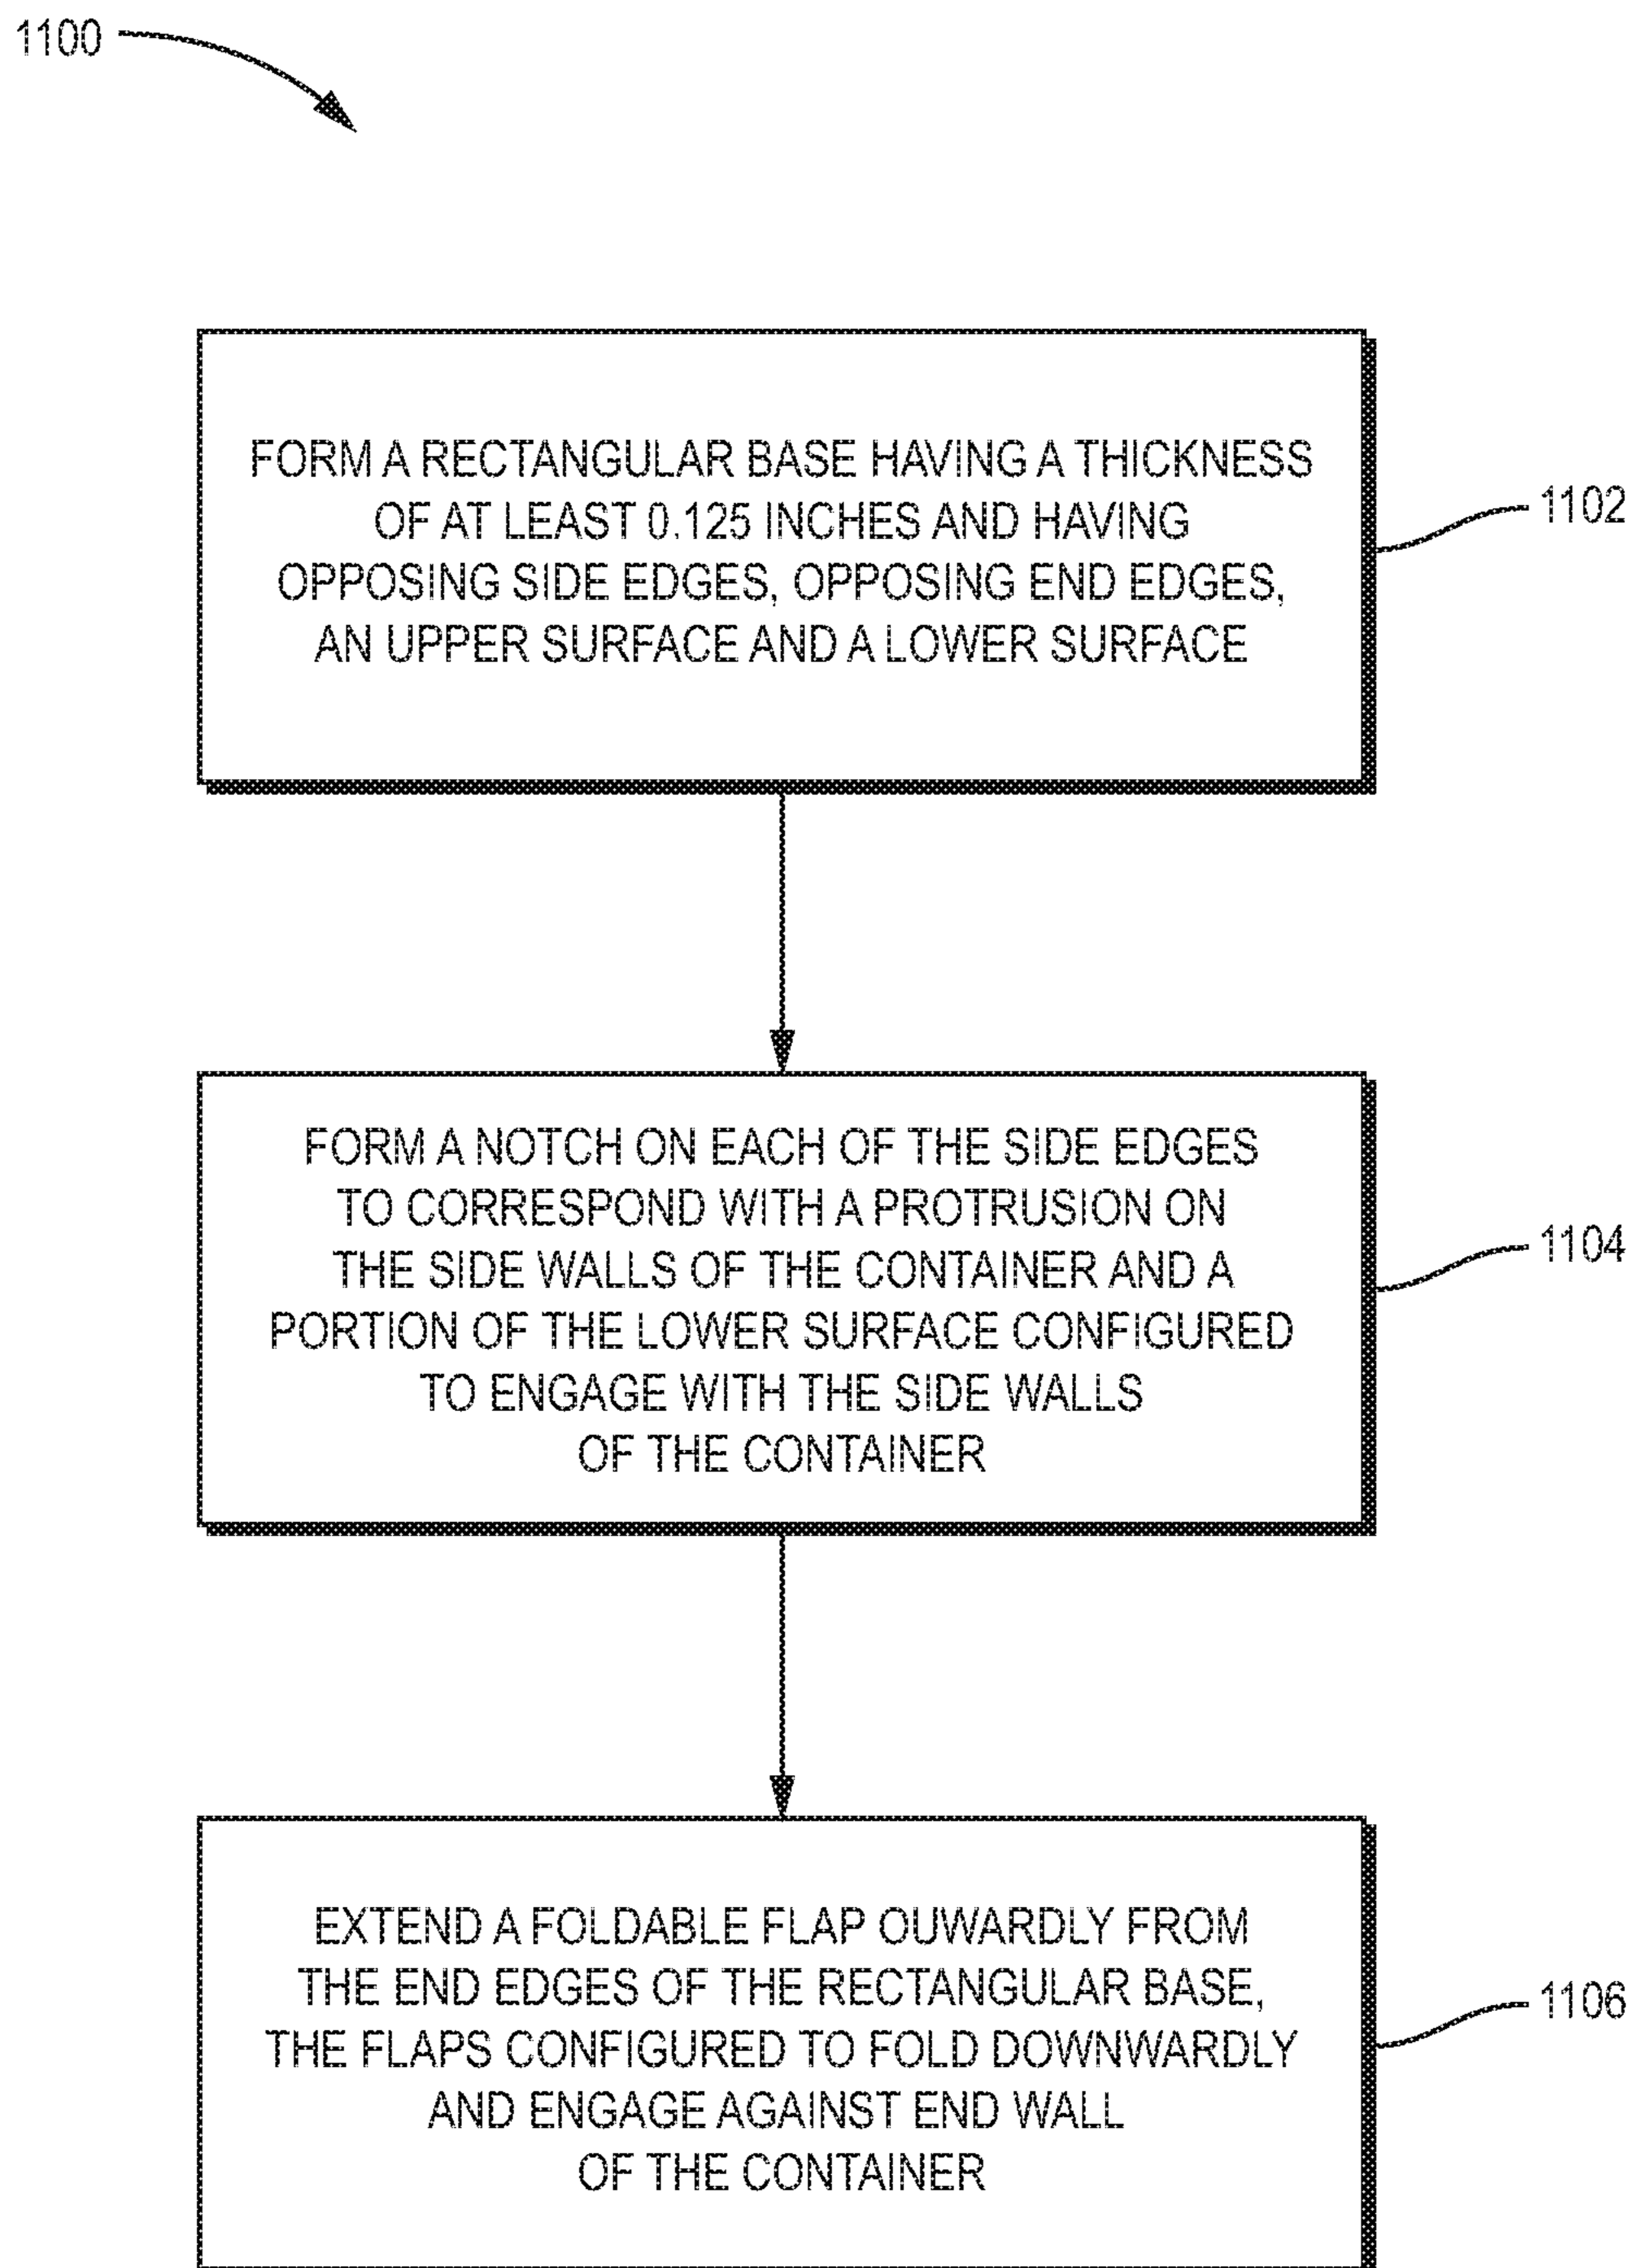 1100
FORM A RECTANGULAR BASE HAVING A THICKNESS
OF AT LEAST 0.125 INCHES AND HAVING
OPPOSING SIDE EDGES, OPPOSING END EDGES,
AN UPPER SURFACE AND A LOWER SURFACE
1102
FORM A NOTCH ON EACH OF THE SIDE EDGES
TO CORRESPOND WITH A PROTRUSION ON
THE SIDE WALLS OF THE CONTAINER AND A
PORTION OF THE LOWER SURFACE CONFIGURED
TO ENGAGE WITH THE SIDE WALLS
OF THE CONTAINER
1104
EXTEND A FOLDABLE FLAP OUWARDLY FROM
THE END EDGES OF THE RECTANGULAR BASE,
THE FLAPS CONFIGURED TO FOLD DOWNWARDLY
AND ENGAGE AGAINST END WALL
OF THE CONTAINER
1106